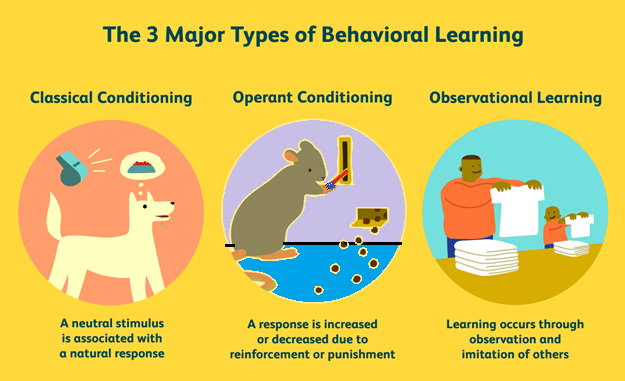 The 3 Major Types of Behavioral Learning
Classical Conditioning
A neutral stimulus
is associated with
a natural response
Operant Conditioning
A response is increased
or decreased due to
reinforcement or punishment
Observational Learning
Learning occurs through
observation and
imitation of others